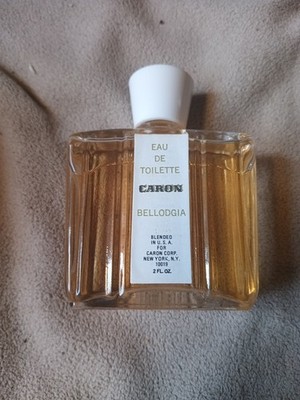 EAU
DE
TOILETTE
CARON
BELLODGIA
BLENDED
IN U.S.A.
FOR
CARON CORP.
NEW YORK, N.Y.
10019
2 FL. OZ.